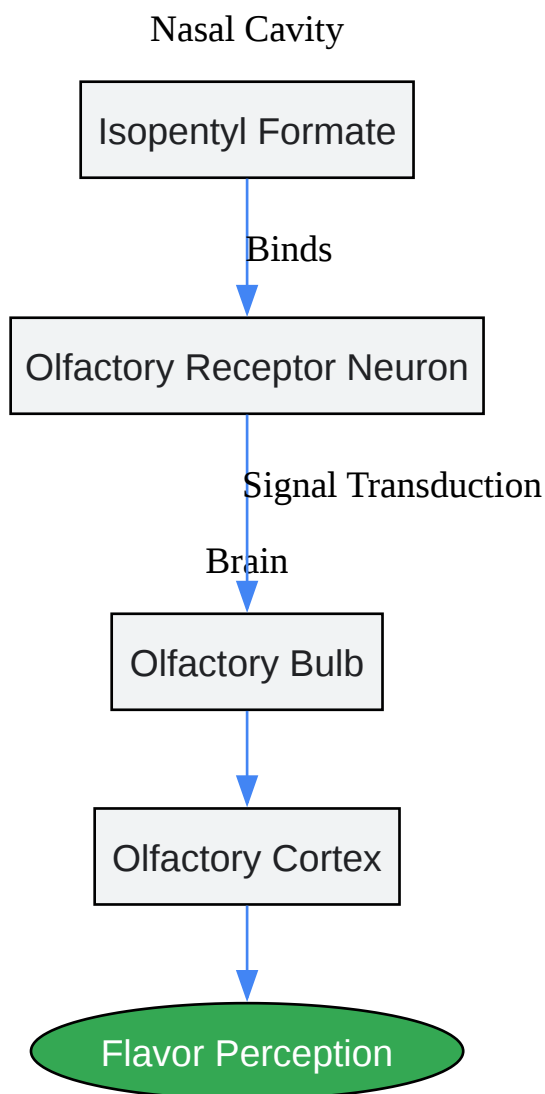 Nasal Cavity
Isopentyl Formate
Binds
Olfactory Receptor Neuron
Signal Transduction
Brain
Olfactory Bulb
Olfactory Cortex
Flavor Perception